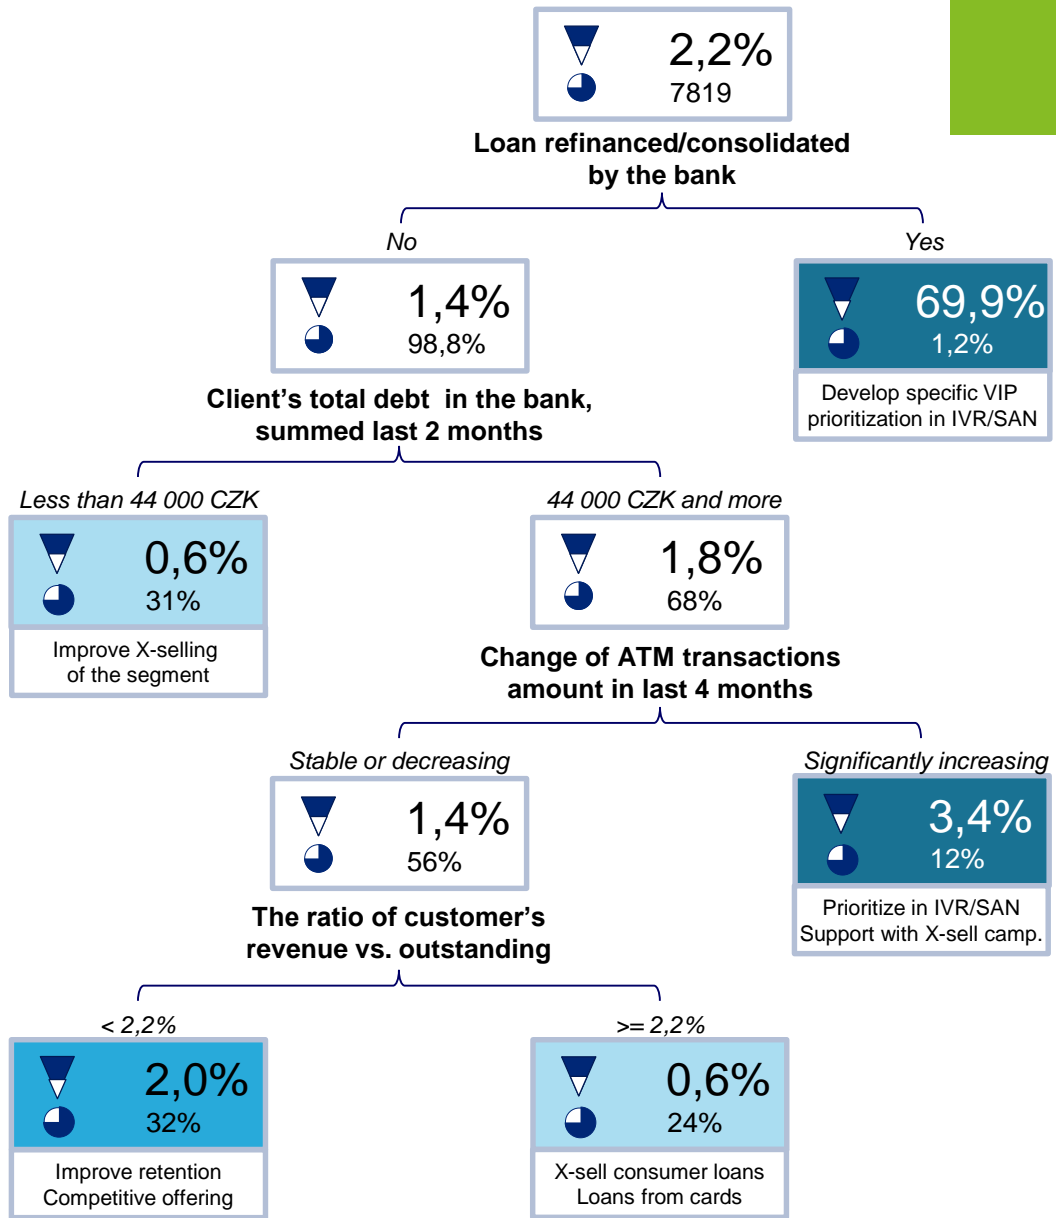 2,2%
7819
Loan refinanced/consolidated
by the bank
No
Yes
1,4%
98,8%
69,9%
1,2%
Develop specific VIP
prioritization in IVR/SAN
Client's total debt in the bank,
summed last 2 months
Less than 44 000 CZK
44 000 CZK and more
0,6%
31%
Improve X-selling
of the segment
1,8%
68%
Change of ATM transactions
amount in last 4 months
Stable or decreasing
Significantly increasing
1,4%
56%
3,4%
12%
Prioritize in IVR/SAN
Support with X-sell camp.
The ratio of customer's
revenue vs. outstanding
< 2,2%
>= 2,2%
2,0%
32%
Improve retention
Competitive offering
0,6%
24%
X-sell consumer loans
Loans from cards